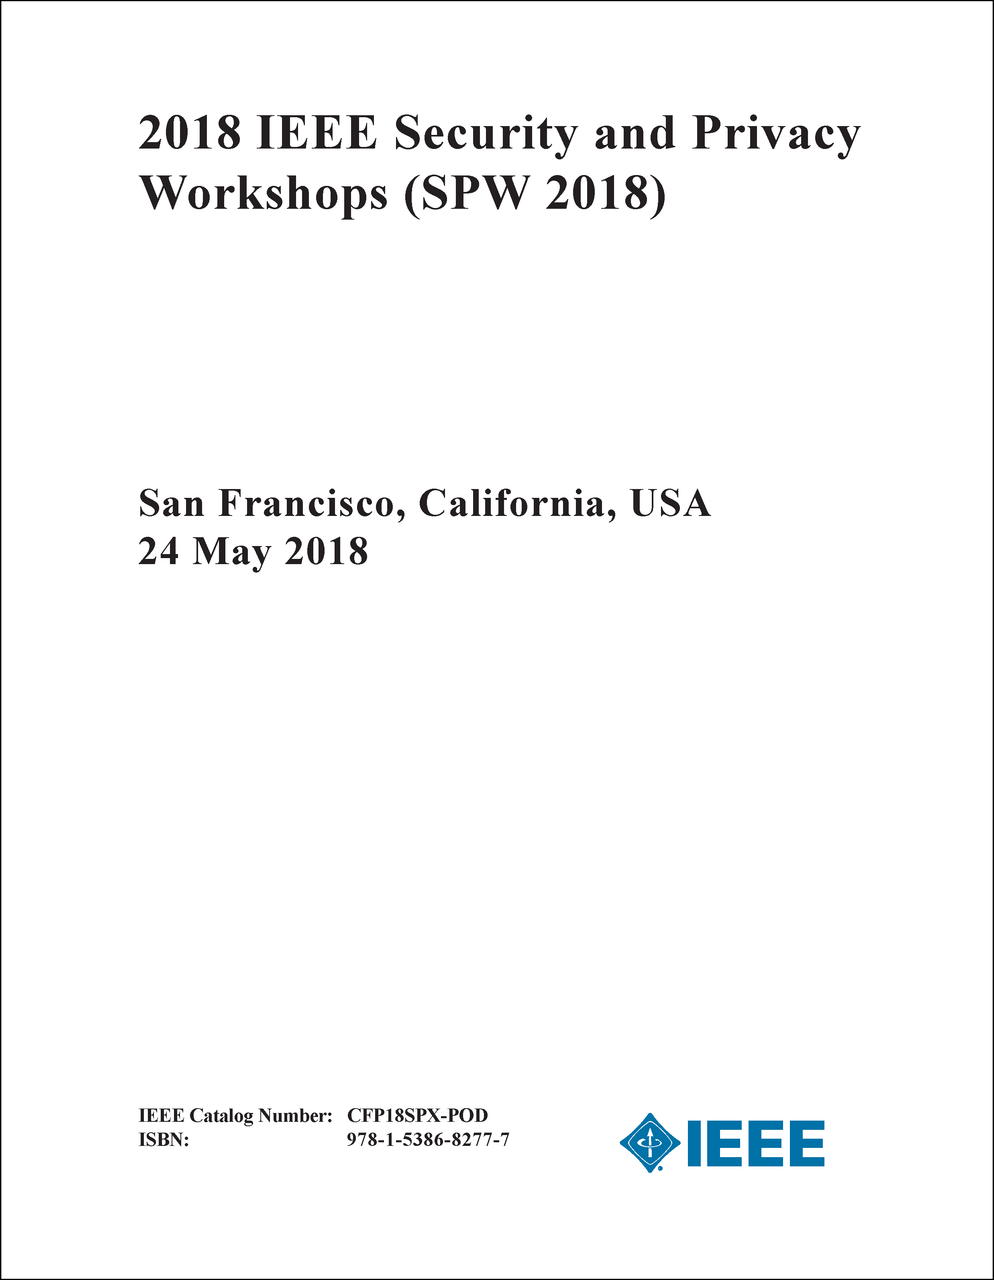 2018 IEEE Security and Privacy
Workshops (SPW 2018)
San Francisco, California, USA
24 May 2018
IEEE Catalog Number: CFP18SPX-POD
ISBN: 978-1-5386-8277-7
IEEE